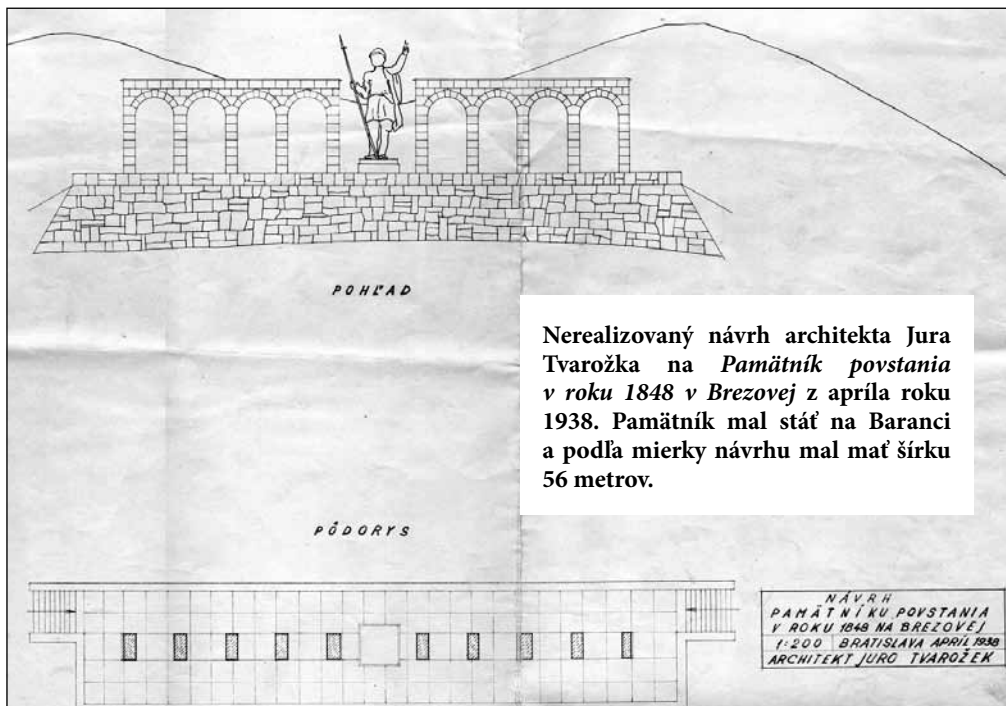 POHĽAD
Nerealizovaný návrh architekta Jura
Tvarožka na Pamätník povstania
v roku 1848 v Brezovej z apríla roku
1938. Pamätník mal stáť na Baranci
a podľa mierky návrhu mal mať šírku
56 metrov.
PÔDORYS
NÁVRH
PAMÄTNÍKU POVSTANIA
V ROKU 1848 NA BREZOVEJ
1:200 BRATISLAVA APRÍL 1938
ARCHITEKT JURO TVAROŽEK